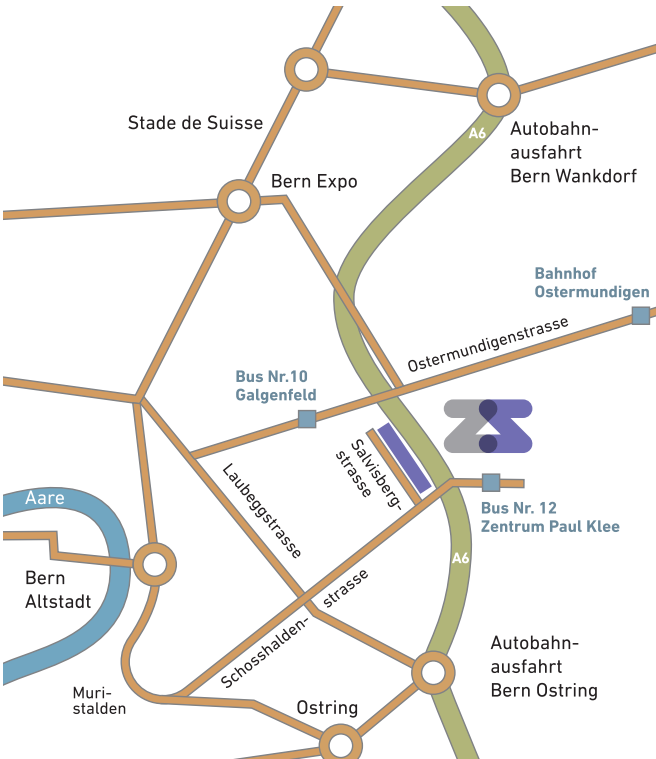 Stade de Suisse
A6
Autobahn-
ausfahrt
Bern Wankdorf
Bern Expo
Bahnhof
Ostermundigen
Ostermundigenstrasse
Bus Nr.10
Galgenfeld
Salvisberg-
strasse
Laubeggstrasse
Aare
Bus Nr. 12
Zentrum Paul Klee
A6
Bern
Altstadt
Schosshalden-
strasse
Autobahn-
ausfahrt
Bern Ostring
Muri-
stalden
Ostring